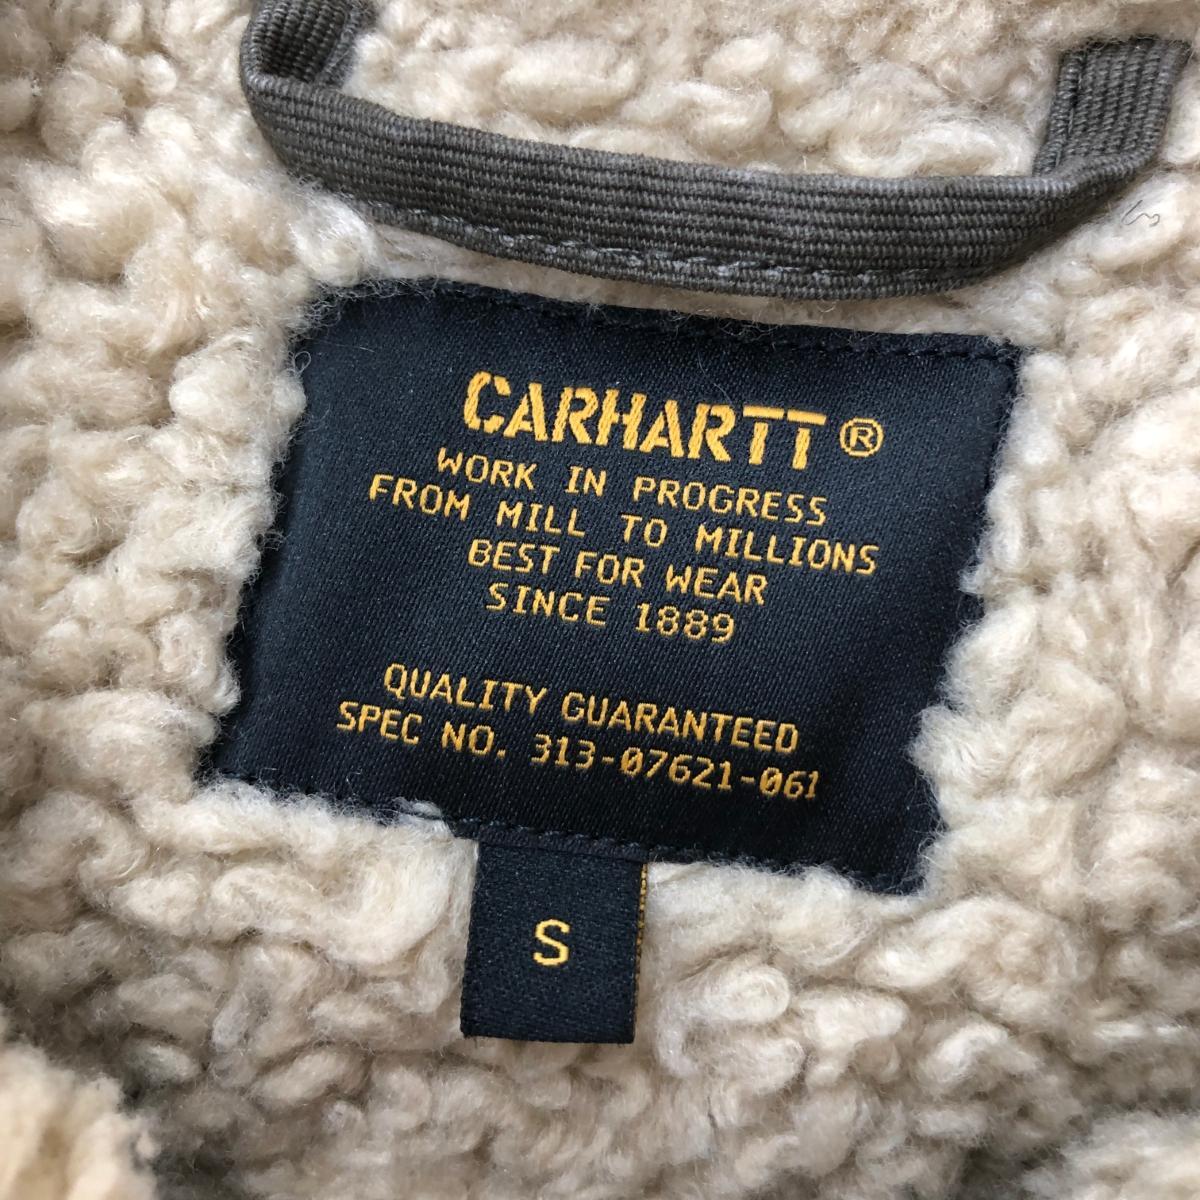 CARHARTT®
WORK IN PROGRESS
FROM MILL TO MILLIONS
BEST FOR WEAR
SINCE 1889
QUALITY GUARANTEED
SPEC NO. 313-07621-061
S